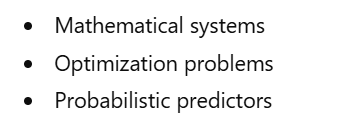 • Mathematical systems
• Optimization problems
• Probabilistic predictors